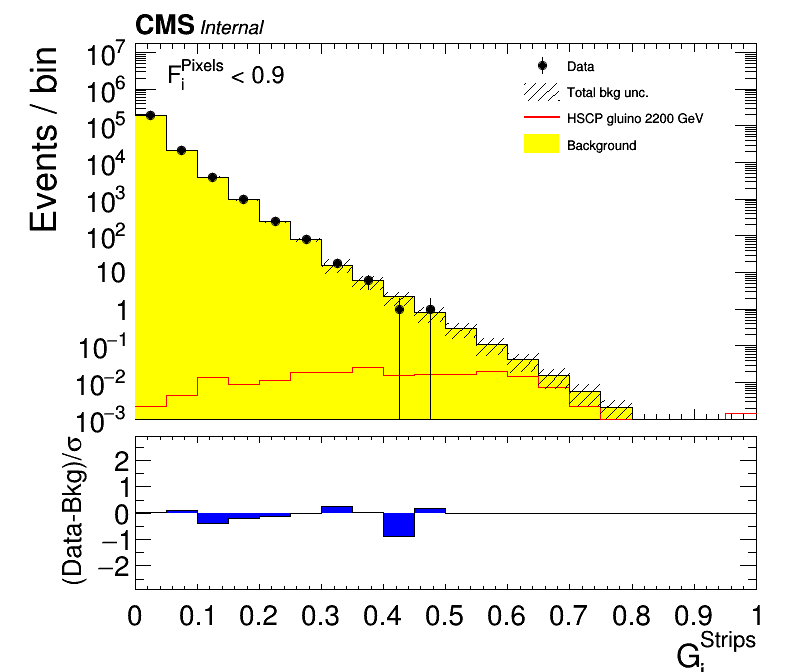 CMS Internal
F_i^Pixels < 0.9
Data
Total bkg unc.
HSCP gluino 2200 GeV
Background
Events / bin
10^7
10^6
10^5
10^4
10^3
10^2
10
1
10^−1
10^−2
10^−3
(Data-Bkg)/σ
2
1
0
−1
−2
0 0.1 0.2 0.3 0.4 0.5 0.6 0.7 0.8 0.9 1
G_i^Strips